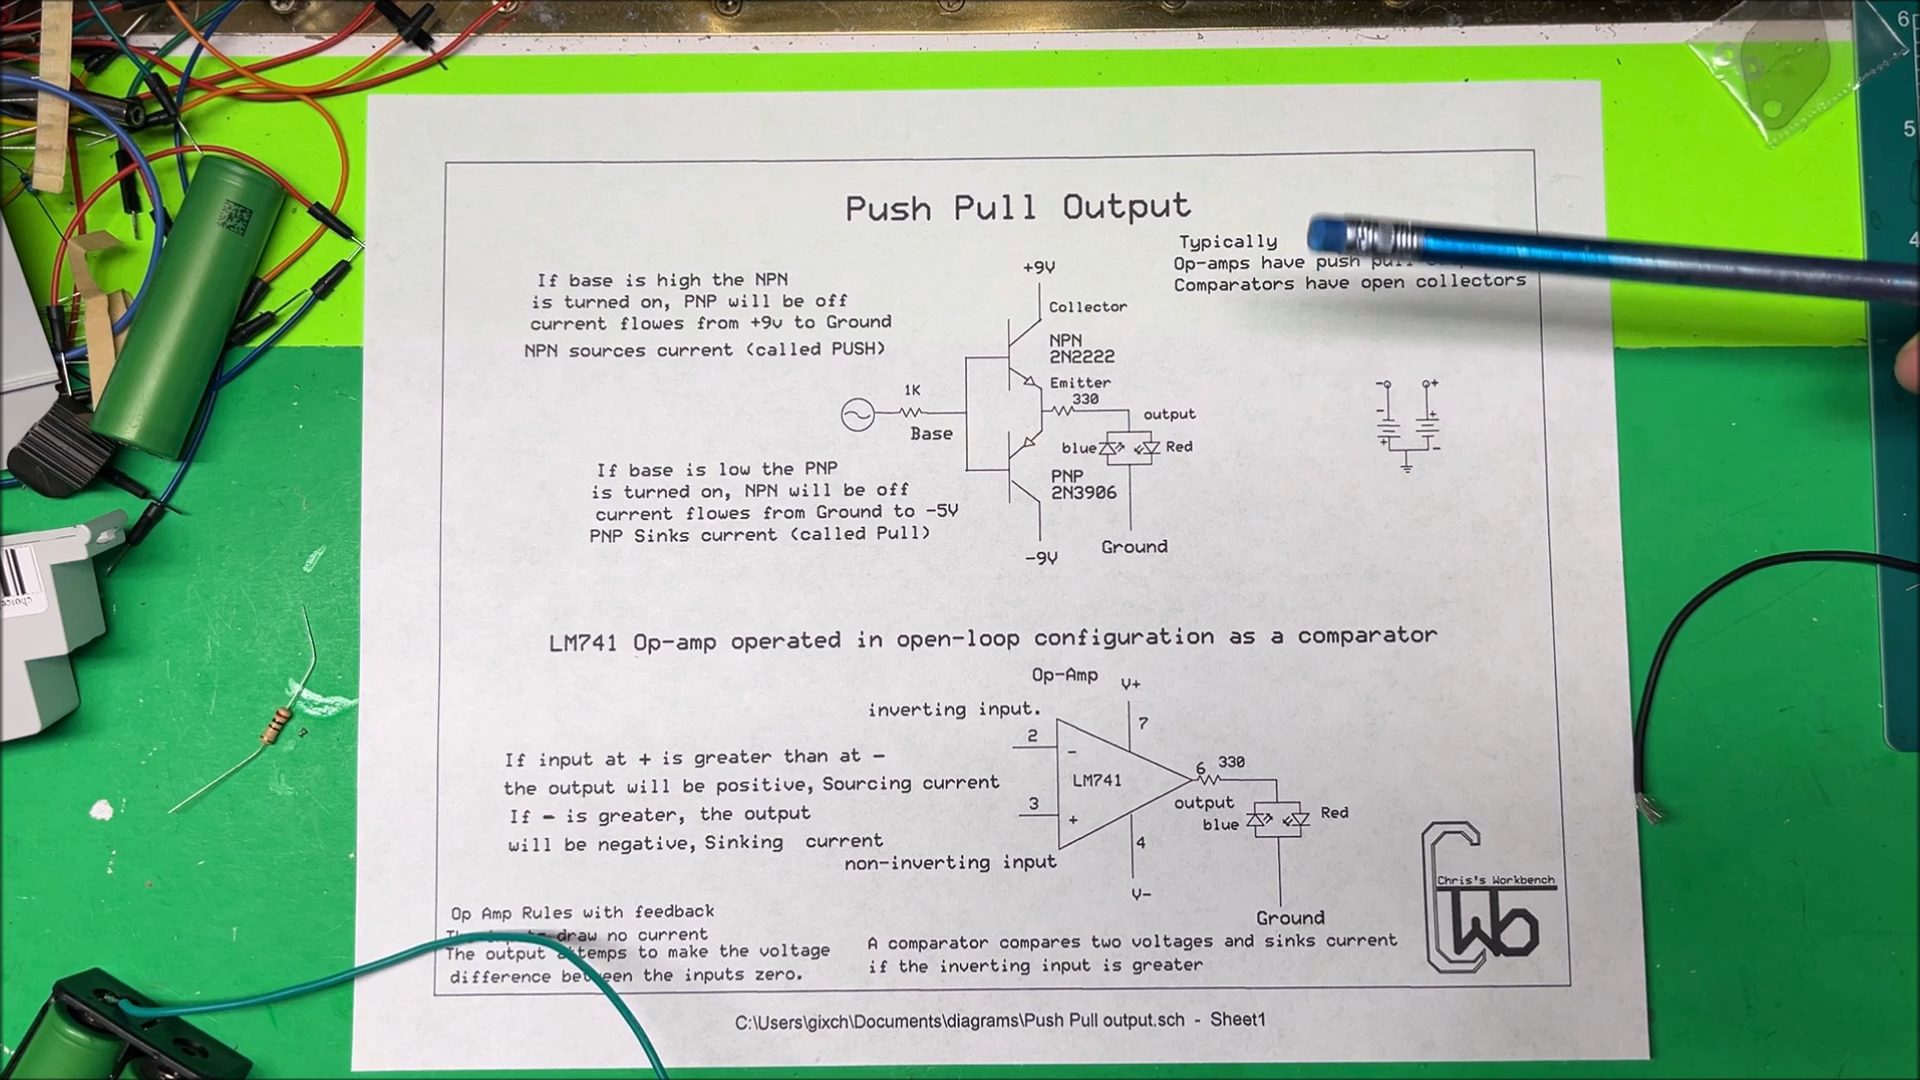 Push Pull Output
Typically
Op-amps have push
Comparators have open collectors
If base is high the NPN
is turned on, PNP will be off
current flowes from +9v to Ground
NPN sources current (called PUSH)
+9V
Collector
NPN
2N2222
Emitter
330
output
1K
Base
blue
Red
-
+
-
+
+
-
If base is low the PNP
is turned on, NPN will be off
current flowes from Ground to -5V
PNP Sinks current (called Pull)
PNP
2N3906
-9V
Ground
LM741 Op-amp operated in open-loop configuration as a comparator
Op-Amp
V+
inverting input.
7
2
-
If input at + is greater than at -
the output will be positive, Sourcing current
If - is greater, the output
will be negative, Sinking current
LM741
6
330
output
blue
Red
3
+
4
non-inverting input
V-
Ground
Chris's Workbench
CWb
Op Amp Rules with feedback
draw no current
The output attemps to make the voltage
difference between the inputs zero.
A comparator compares two voltages and sinks current
if the inverting input is greater
C:\Users\gixch\Documents\diagrams\Push Pull output.sch - Sheet1
6
5
4